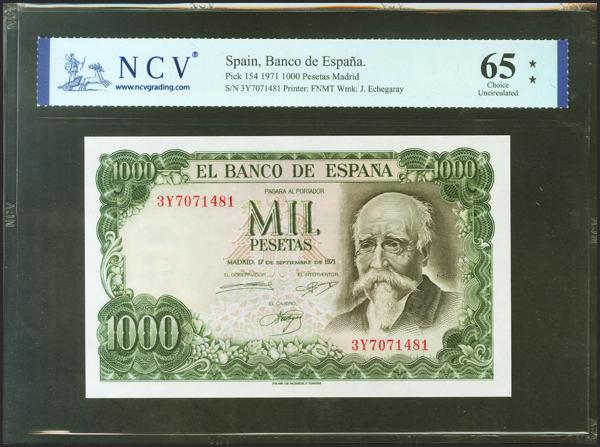 NCV®
www.ncvgrading.com
Spain, Banco de España.
Pick 154 1971 1000 Pesetas Madrid
S/N 3Y7071481 Printer: FNMT Wmk: J. Echegaray
65 **
Choice
Uncirculated
1000
1000
EL BANCO DE ESPAÑA
PAGARA AL PORTADOR
3Y7071481
MIL
PESETAS
MADRID, 17 DE SEPTIEMBRE DE 1971
EL GOBERNADOR
EL INTERVENTOR
EL CAJERO
1000
3Y7071481